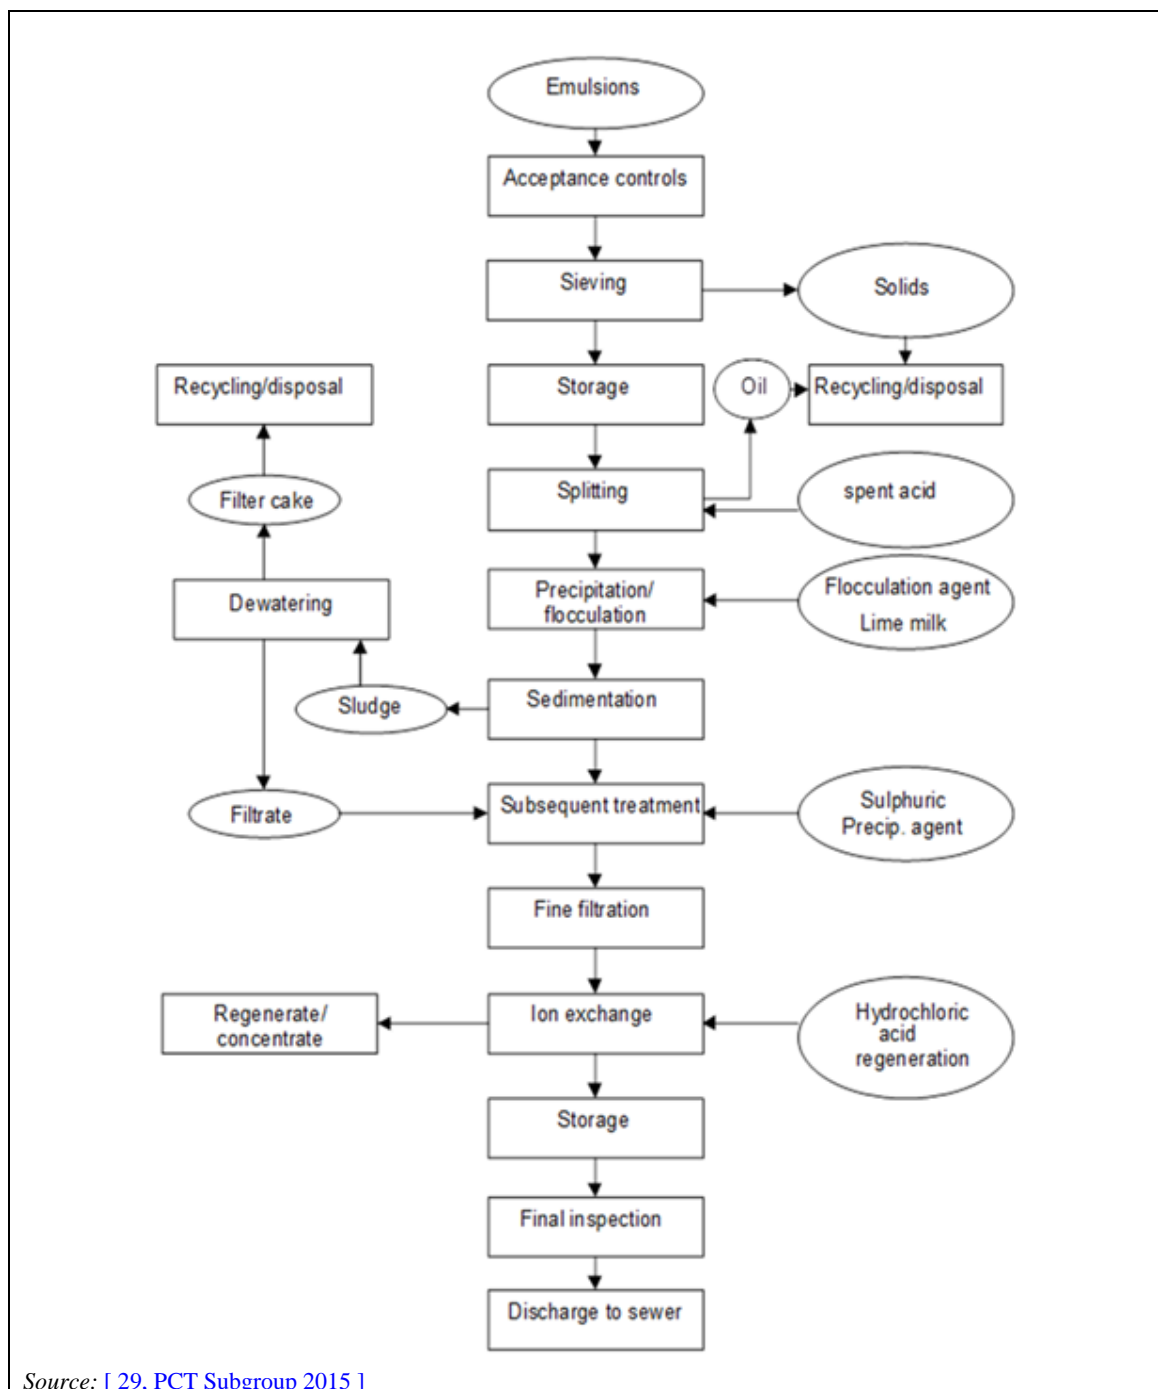 Emulsions
Acceptance controls
Sieving
Solids
Storage
Oil
Recycling/disposal
Recycling/disposal
Splitting
spent acid
Filter cake
Precipitation/
flocculation
Flocculation agent
Lime milk
Dewatering
Sedimentation
Sludge
Subsequent treatment
Sulphuric
Precip. agent
Filtrate
Fine filtration
Ion exchange
Hydrochloric
acid
regeneration
Regenerate/
concentrate
Storage
Final inspection
Discharge to sewer
Source: [ 29, PCT Subgroup 2015 ]